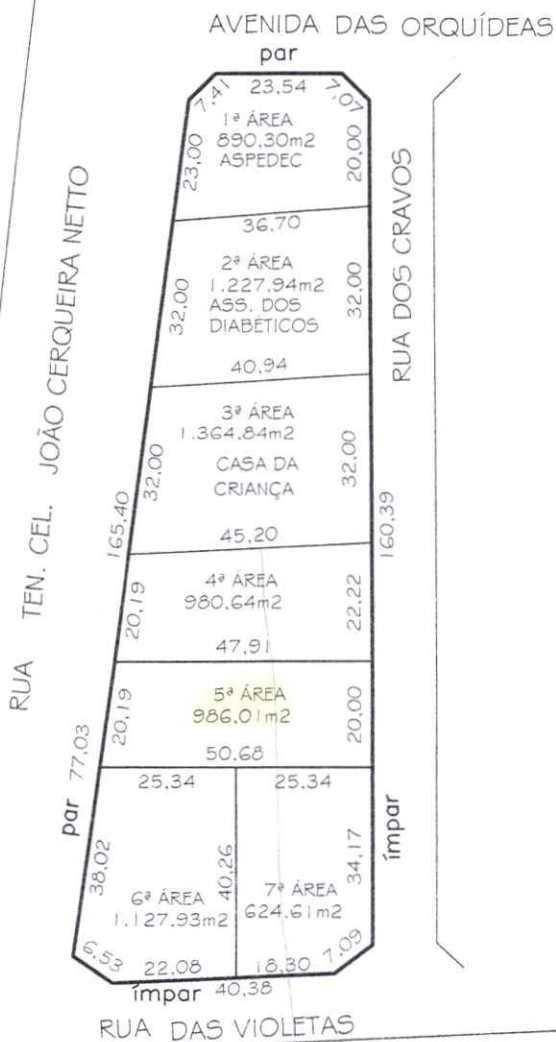 AVENIDA DAS ORQUÍDEAS
par
7,41
23,54
7,07
1ª ÁREA
890,30m2
ASPEDEC
23,00
20,00
36,70
2ª ÁREA
1.227,94m2
ASS. DOS
DIABÉTICOS
32,00
32,00
40,94
3ª ÁREA
1.364,84m2
CASA DA
CRIANÇA
32,00
32,00
45,20
4ª ÁREA
980,64m2
20,19
22,22
47,91
5ª ÁREA
986,01m2
20,19
20,00
50,68
25,34
25,34
6ª ÁREA
1.127,93m2
38,02
40,26
7ª ÁREA
624,61m2
34,17
6,53
22,08
18,30
7,09
ímpar 40,38
RUA DAS VIOLETAS
RUA TEN. CEL. JOÃO CERQUEIRA NETTO
165,40
par 77,03
RUA DOS CRAVOS
160,39
ímpar